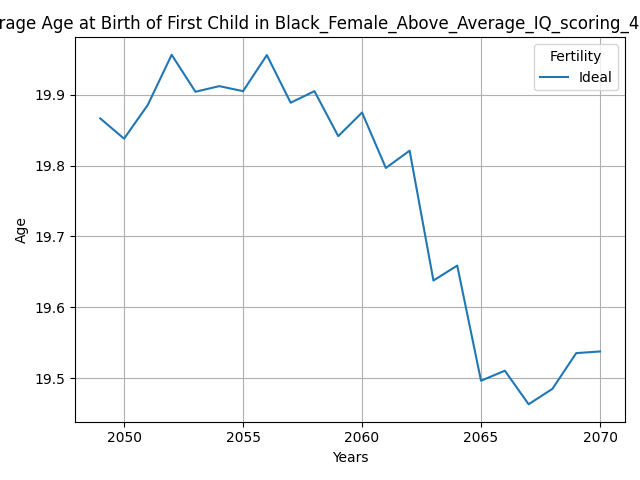 rage Age at Birth of First Child in Black_Female_Above_Average_IQ_scoring_4
Fertility
Ideal
19.9
19.8
19.7
19.6
19.5
Age
2050 2055 2060 2065 2070
Years